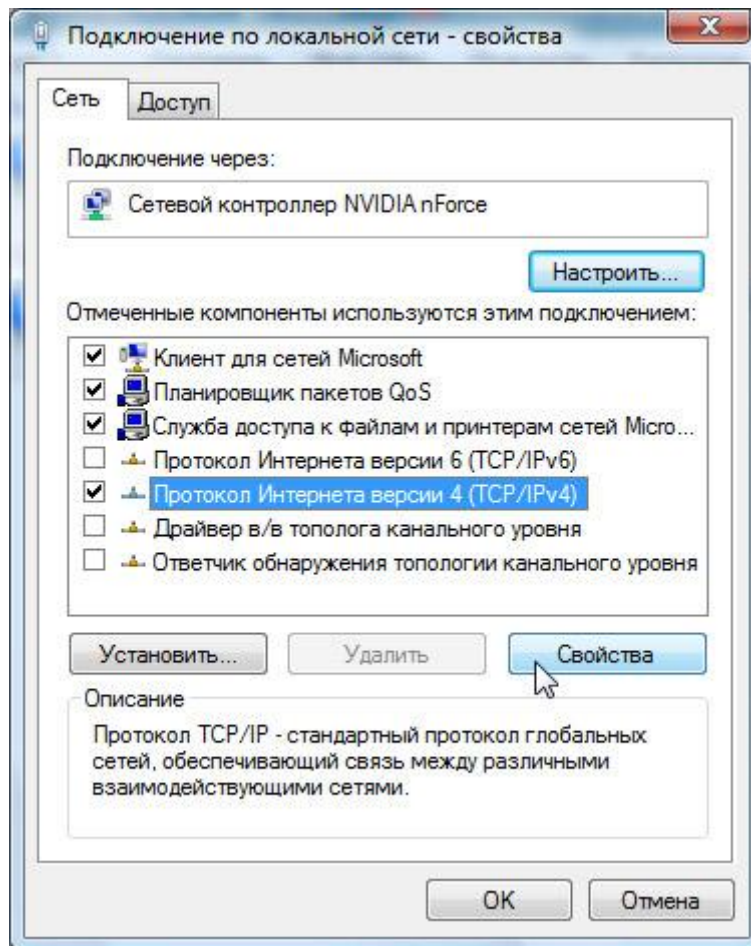 Подключение по локальной сети - свойства
Сеть
Доступ
Подключение через:
Сетевой контроллер NVIDIA nForce
Настроить...
Отмеченные компоненты используются этим подключением:
Клиент для сетей Microsoft
Планировщик пакетов QoS
Служба доступа к файлам и принтерам сетей Micro...
Протокол Интернета версии 6 (TCP/IPv6)
Протокол Интернета версии 4 (TCP/IPv4)
Драйвер в/в тополога канального уровня
Ответчик обнаружения топологии канального уровня
Установить...
Удалить
Свойства
Описание
Протокол TCP/IP - стандартный протокол глобальных
сетей, обеспечивающий связь между различными
взаимодействующими сетями.
OK
Отмена